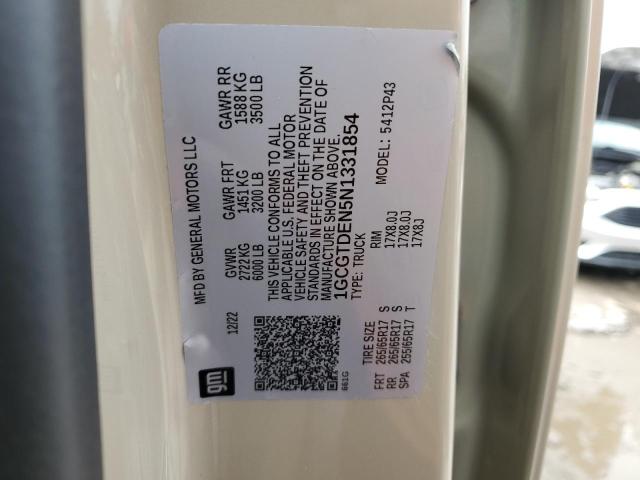 MFD BY GENERAL MOTORS LLC
12/22
GVWR GAWR FRT GAWR RR
2722 KG 1451 KG 1588 KG
6000 LB 3200 LB 3500 LB
THIS VEHICLE CONFORMS TO ALL
APPLICABLE U.S. FEDERAL MOTOR
VEHICLE SAFETY AND THEFT PREVENTION
STANDARDS IN EFFECT ON THE DATE OF
MANUFACTURE SHOWN ABOVE.
1GCGTDEN5N1331854
TYPE: TRUCK MODEL: 5412P43
gm
661G
TIRE SIZE RIM
FRT 265/65R17 S 17X8.0J
RR 265/65R17 S 17X8.0J
SPA 255/65R17 T 17X8J